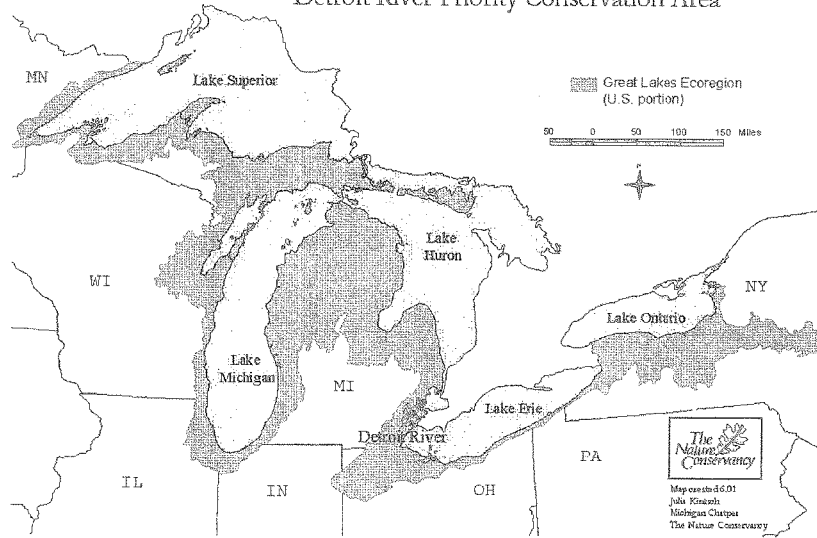 Detroit River Priority Conservation Area
MN
Lake Superior
Great Lakes Ecoregion
(U.S. portion)
50 0 50 100 150 Miles
N
Lake
Huron
WI
NY
Lake Ontario
Lake
Michigan
MI
Lake Erie
Detroit River
The
Nature
Conservancy
PA
IL
IN
OH
Map created 6.01
Michigan Chapter
The Nature Conservancy